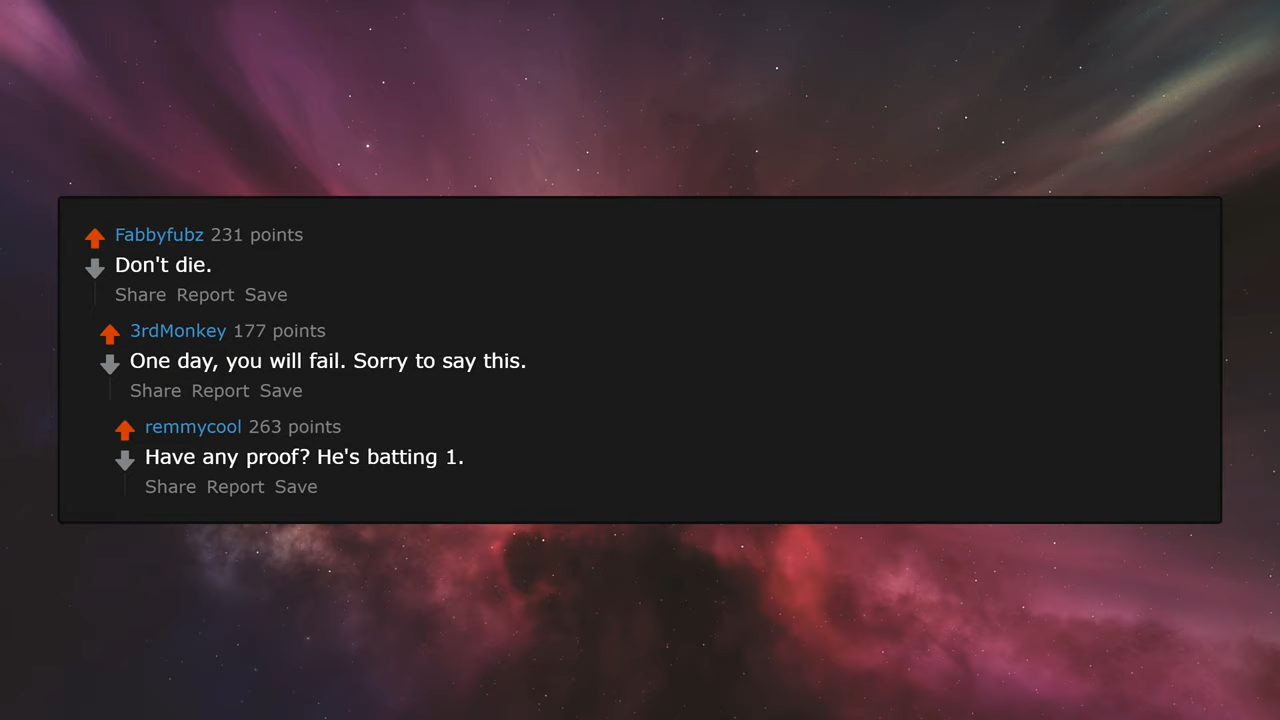 Fabbyfubz 231 points
Don't die.
Share Report Save
3rdMonkey 177 points
One day, you will fail. Sorry to say this.
Share Report Save
remmycool 263 points
Have any proof? He's batting 1.
Share Report Save